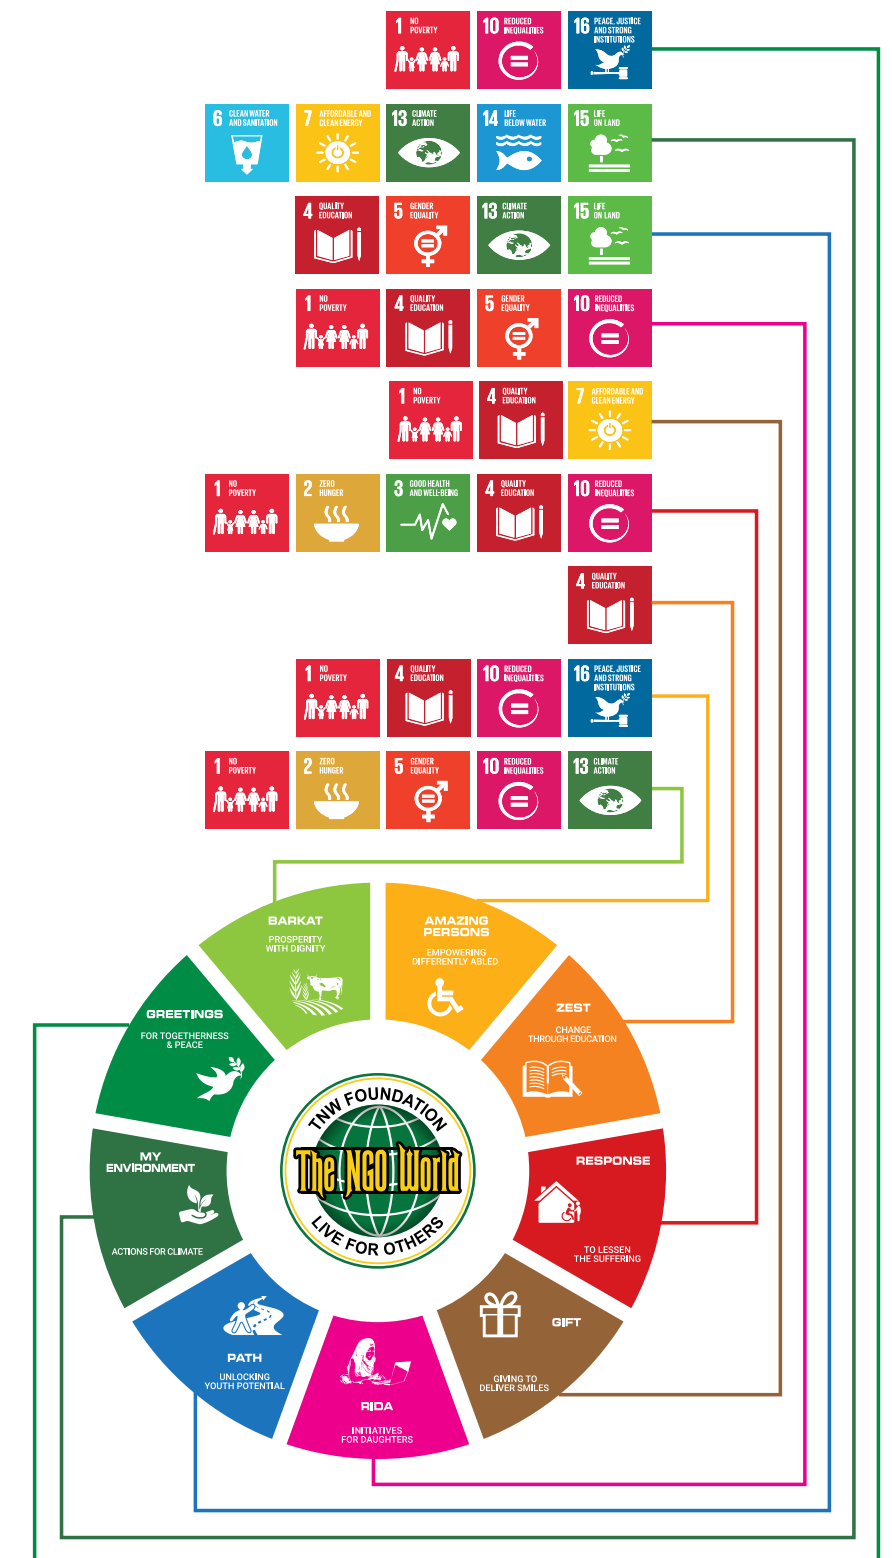 1 NO
POVERTY
10 REDUCED
INEQUALITIES
16 PEACE, JUSTICE
AND STRONG
INSTITUTIONS
6 CLEAN WATER
AND SANITATION
7 AFFORDABLE AND
CLEAN ENERGY
13 CLIMATE
ACTION
14 LIFE
BELOW WATER
15 LIFE
ON LAND
4 QUALITY
EDUCATION
5 GENDER
EQUALITY
13 CLIMATE
ACTION
15 LIFE
ON LAND
1 NO
POVERTY
4 QUALITY
EDUCATION
5 GENDER
EQUALITY
10 REDUCED
INEQUALITIES
1 NO
POVERTY
4 QUALITY
EDUCATION
7 AFFORDABLE AND
CLEAN ENERGY
1 NO
POVERTY
2 ZERO
HUNGER
3 GOOD HEALTH
AND WELL-BEING
4 QUALITY
EDUCATION
10 REDUCED
INEQUALITIES
4 QUALITY
EDUCATION
1 NO
POVERTY
4 QUALITY
EDUCATION
10 REDUCED
INEQUALITIES
16 PEACE, JUSTICE
AND STRONG
INSTITUTIONS
1 NO
POVERTY
2 ZERO
HUNGER
5 GENDER
EQUALITY
10 REDUCED
INEQUALITIES
13 CLIMATE
ACTION
BARKAT
PROSPERITY
WITH DIGNITY
AMAZING
PERSONS
EMPOWERING
DIFFERENTLY ABLED
ZEST
CHANGE
THROUGH EDUCATION
RESPONSE
TO LESSEN
THE SUFFERING
GIFT
GIVING TO
DELIVER SMILES
RIDA
INITIATIVES
FOR DAUGHTERS
PATH
UNLOCKING
YOUTH POTENTIAL
MY
ENVIRONMENT
ACTIONS FOR CLIMATE
GREETINGS
FOR TOGETHERNESS
& PEACE
TNW FOUNDATION
The NGO World
LIVE FOR OTHERS